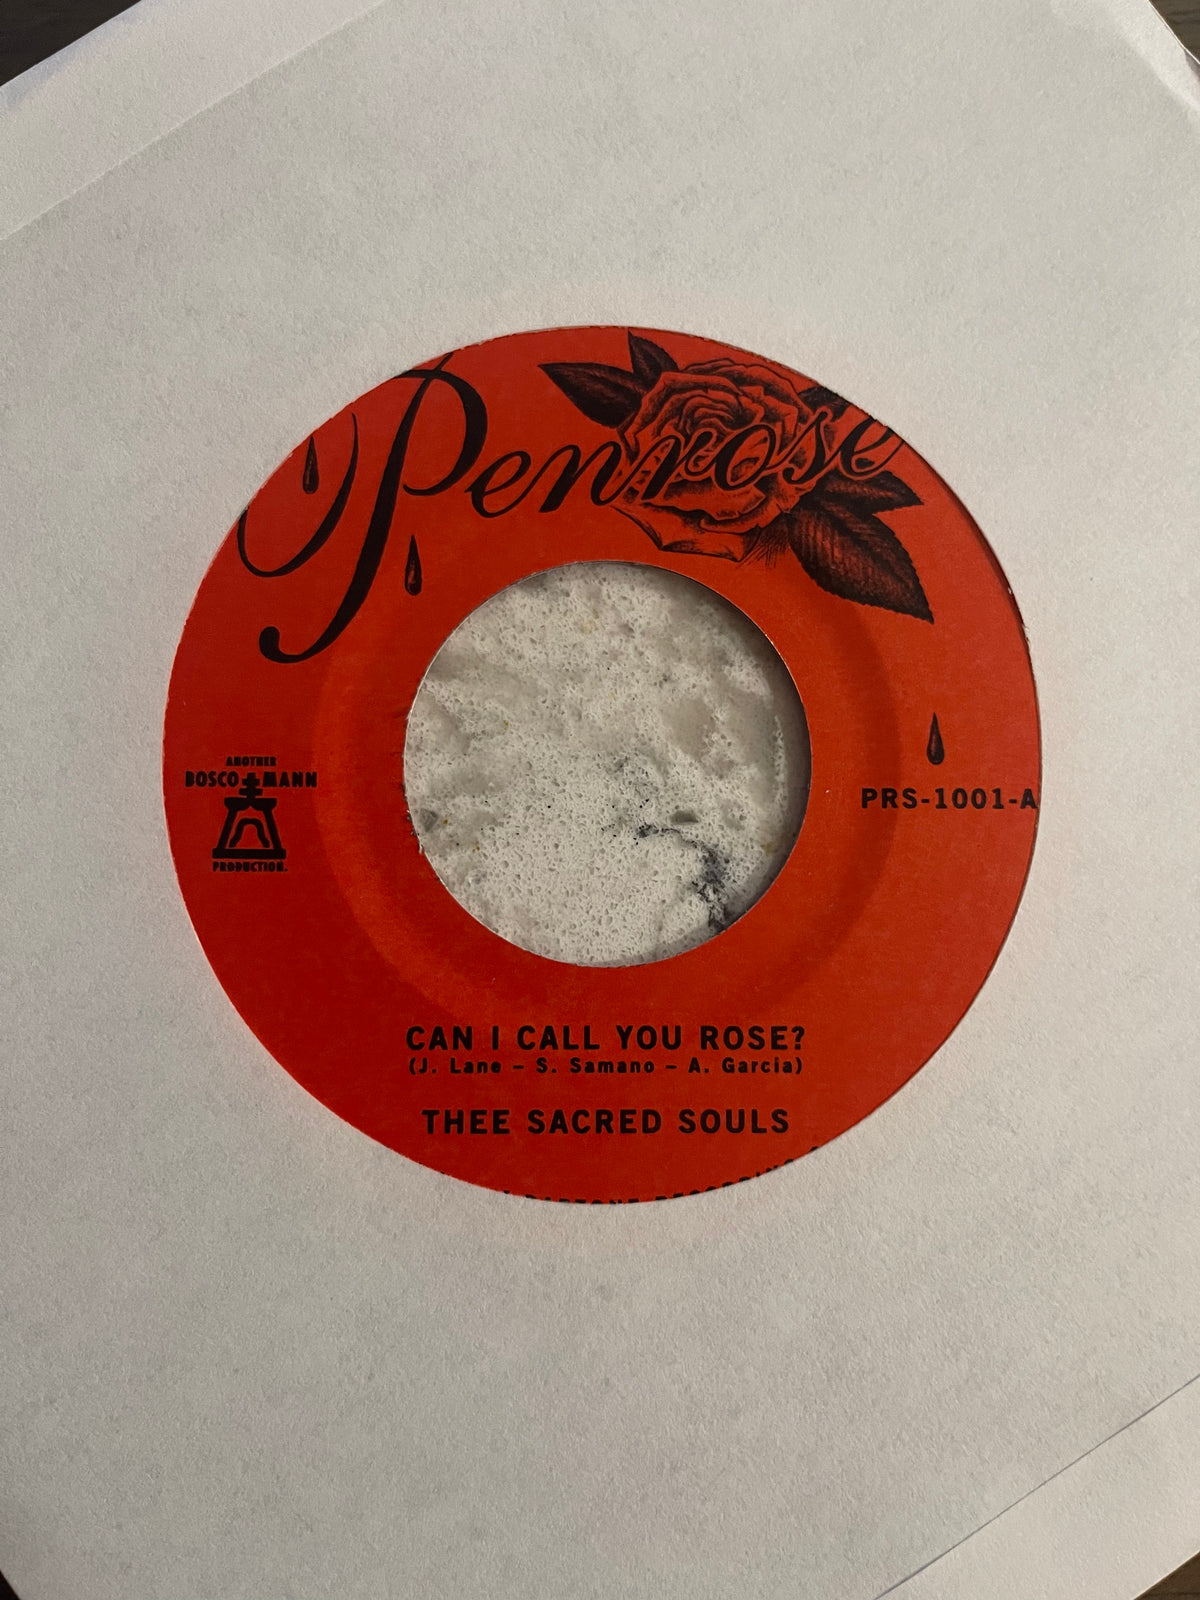 Penrose
ANOTHER
BOSCO MANN
PRODUCTION.
PRS-1001-A
CAN I CALL YOU ROSE?
(J. Lane – S. Samano – A. Garcia)
THEE SACRED SOULS